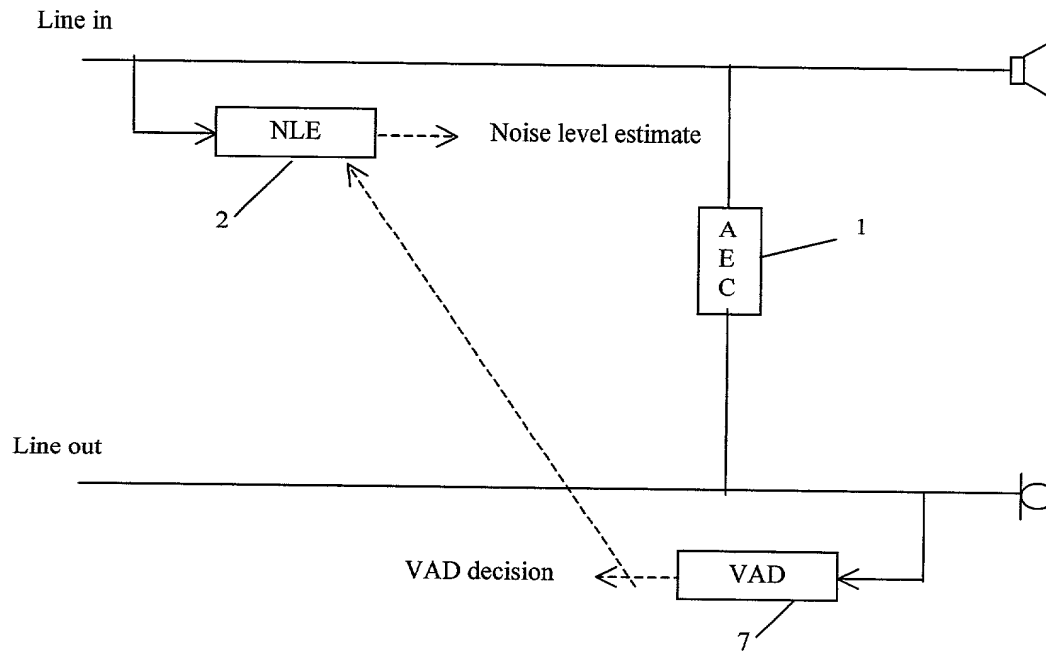 Line in
NLE
Noise level estimate
2
A
E
C
1
Line out
VAD decision
VAD
7